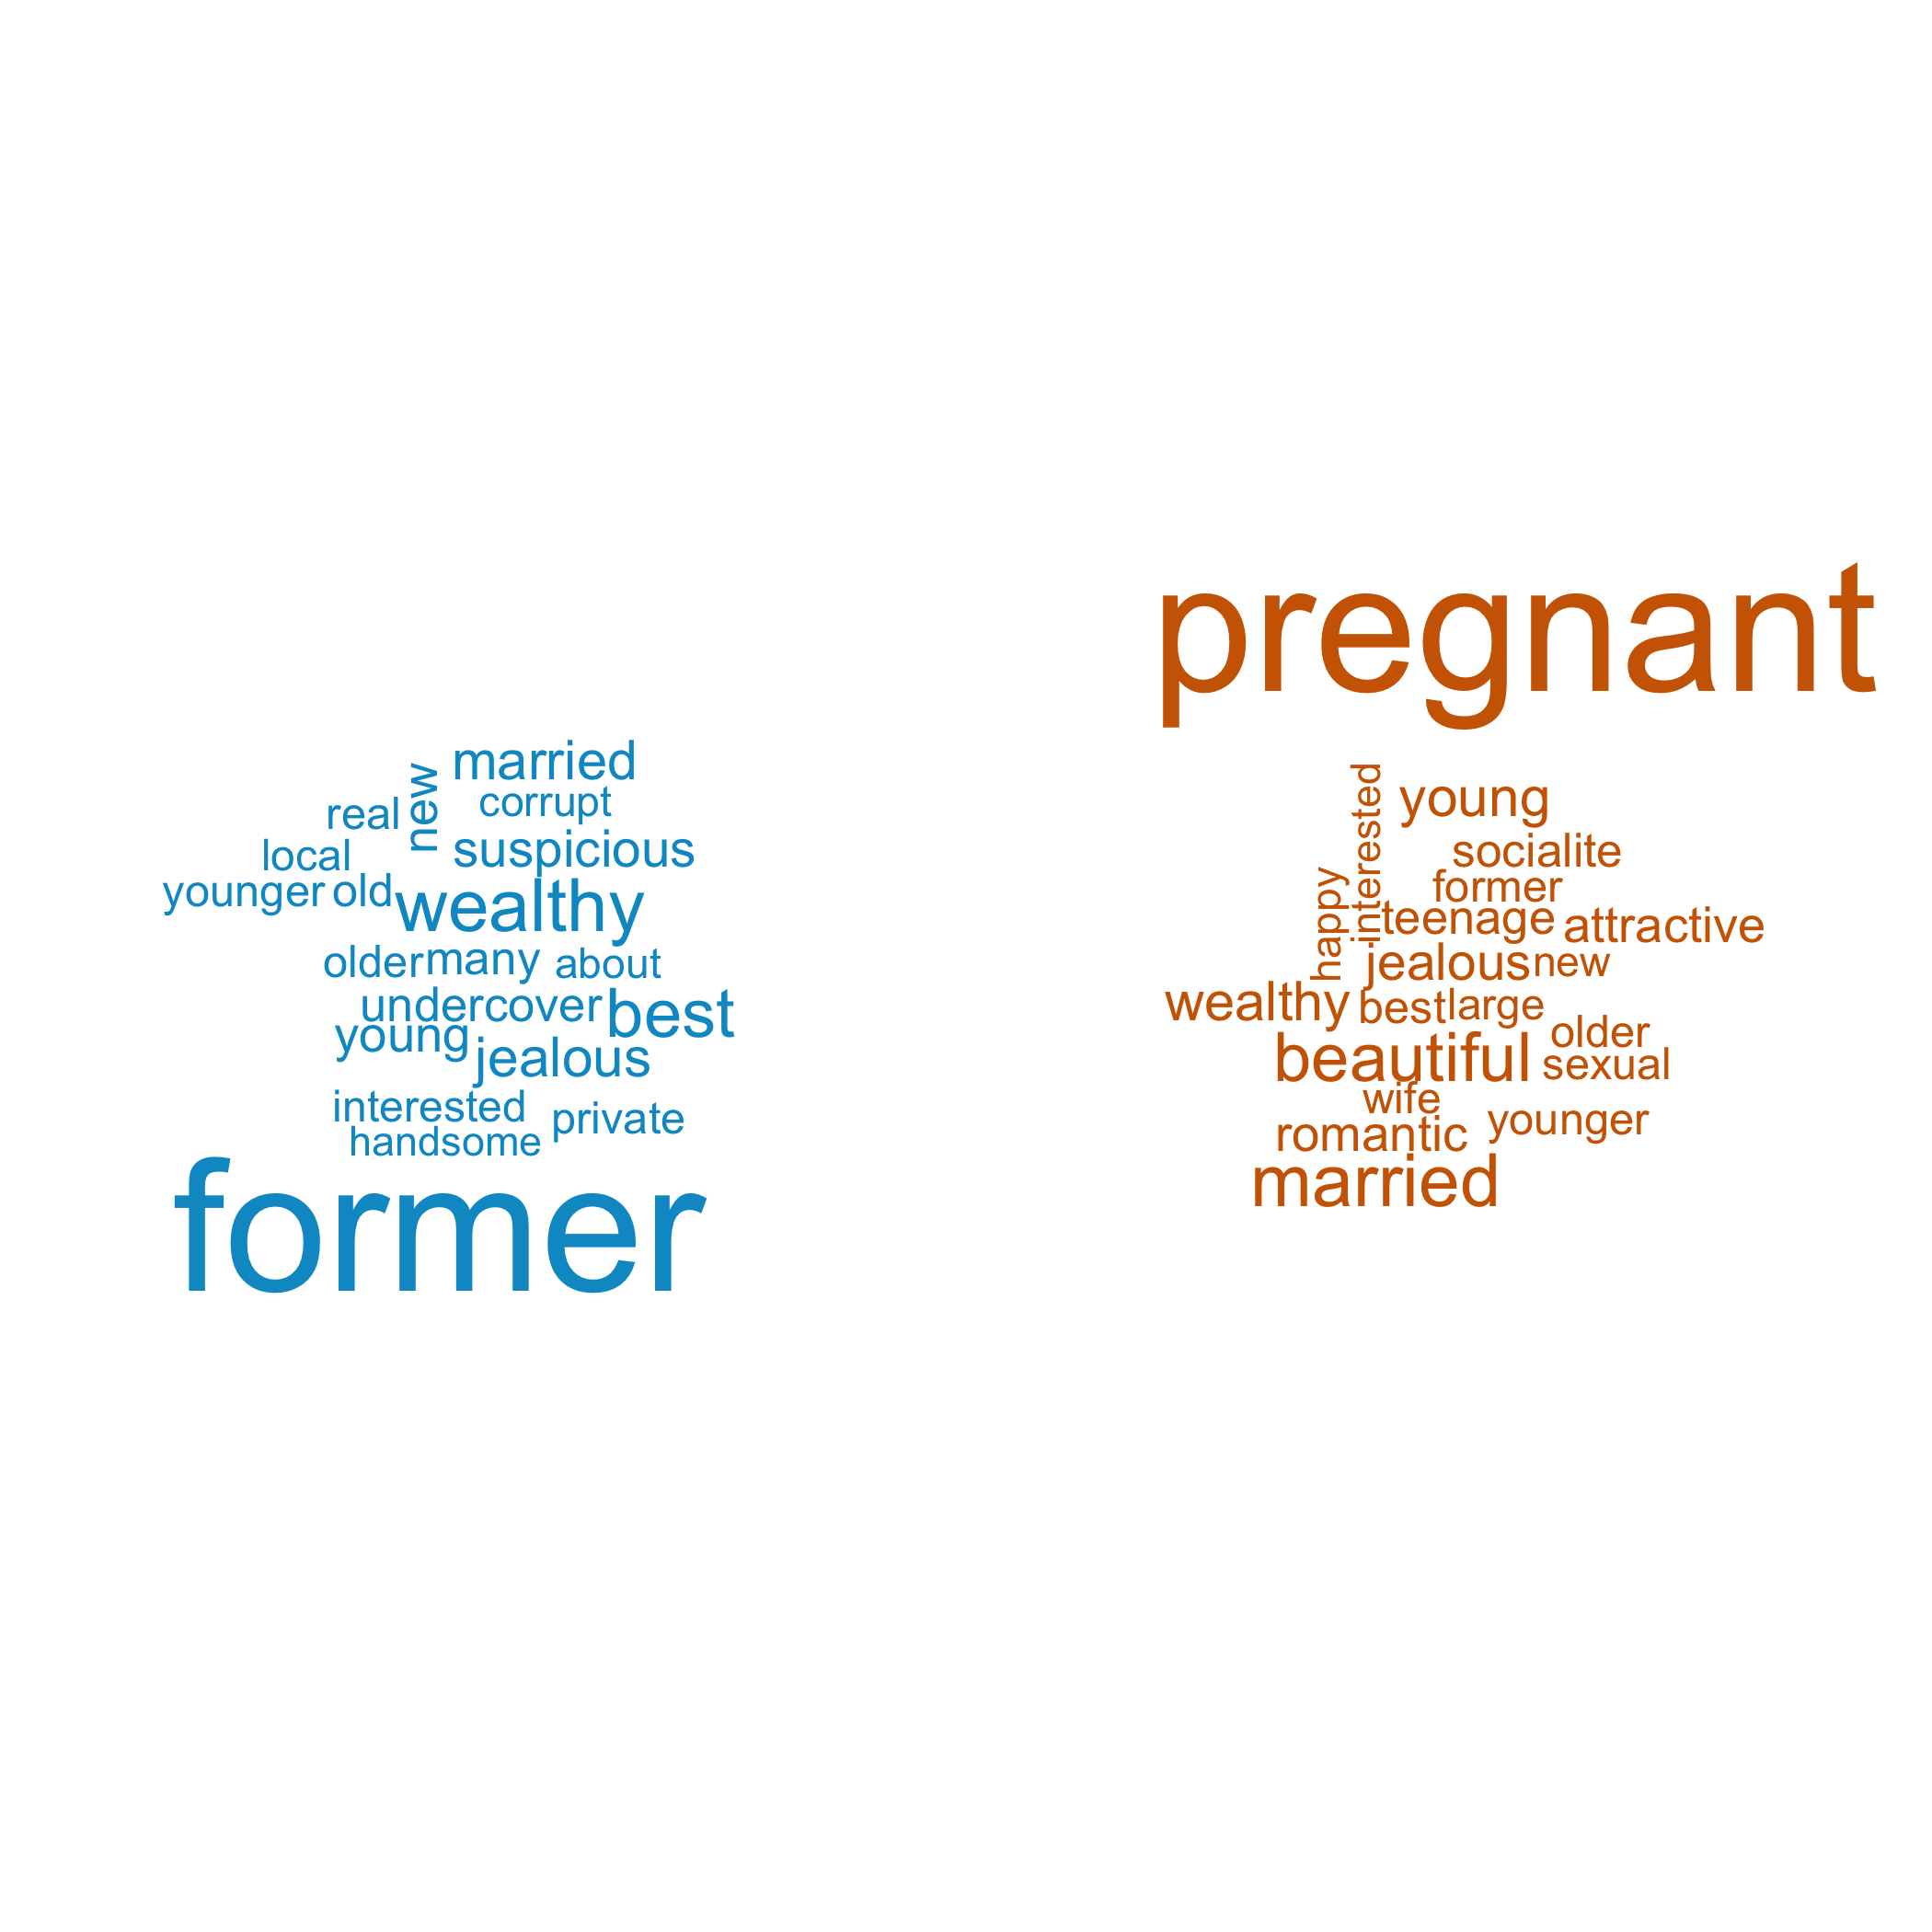 married
new
corrupt
real
suspicious
local
younger
old
wealthy
older
many
about
undercover
best
young
jealous
interested
private
handsome
former
pregnant
interested
young
socialite
happy
former
teenage
attractive
jealous
new
wealthy
best
large
older
beautiful
sexual
wife
younger
romantic
married